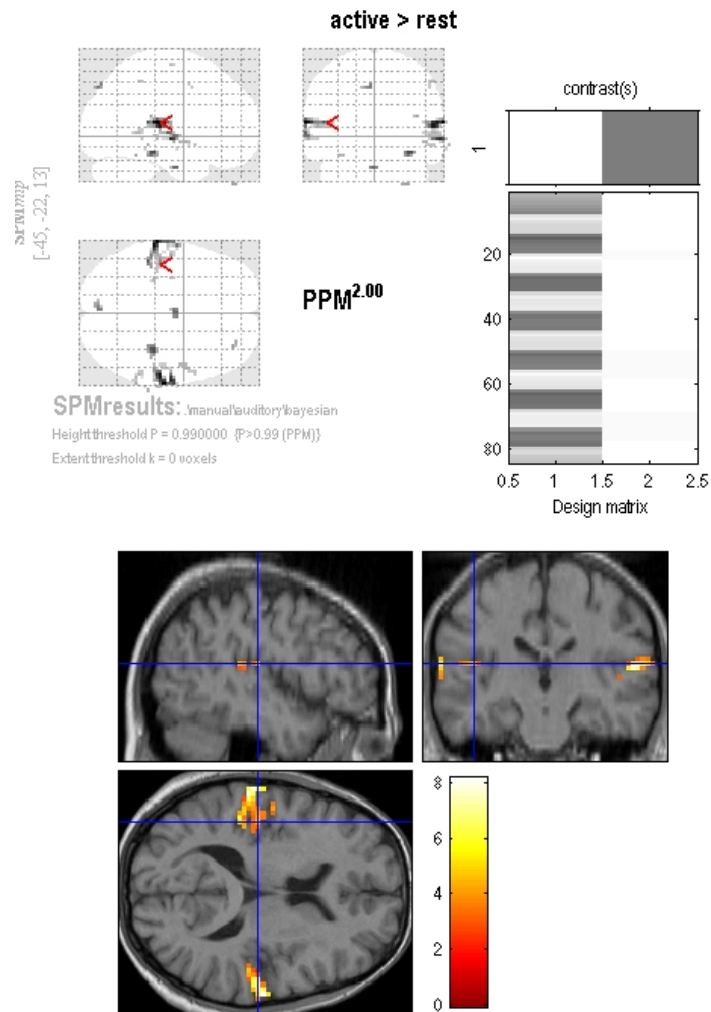 active > rest
contrast(s)
1
SPMmip
[-45, -22, 13]
PPM2.00
20
40
60
80
0.5 1 1.5 2 2.5
Design matrix
SPMresults: .\manual\auditory\bayesian
Height threshold P = 0.990000 {P>0.99 (PPM)}
Extent threshold k = 0 voxels
8
6
4
2
0